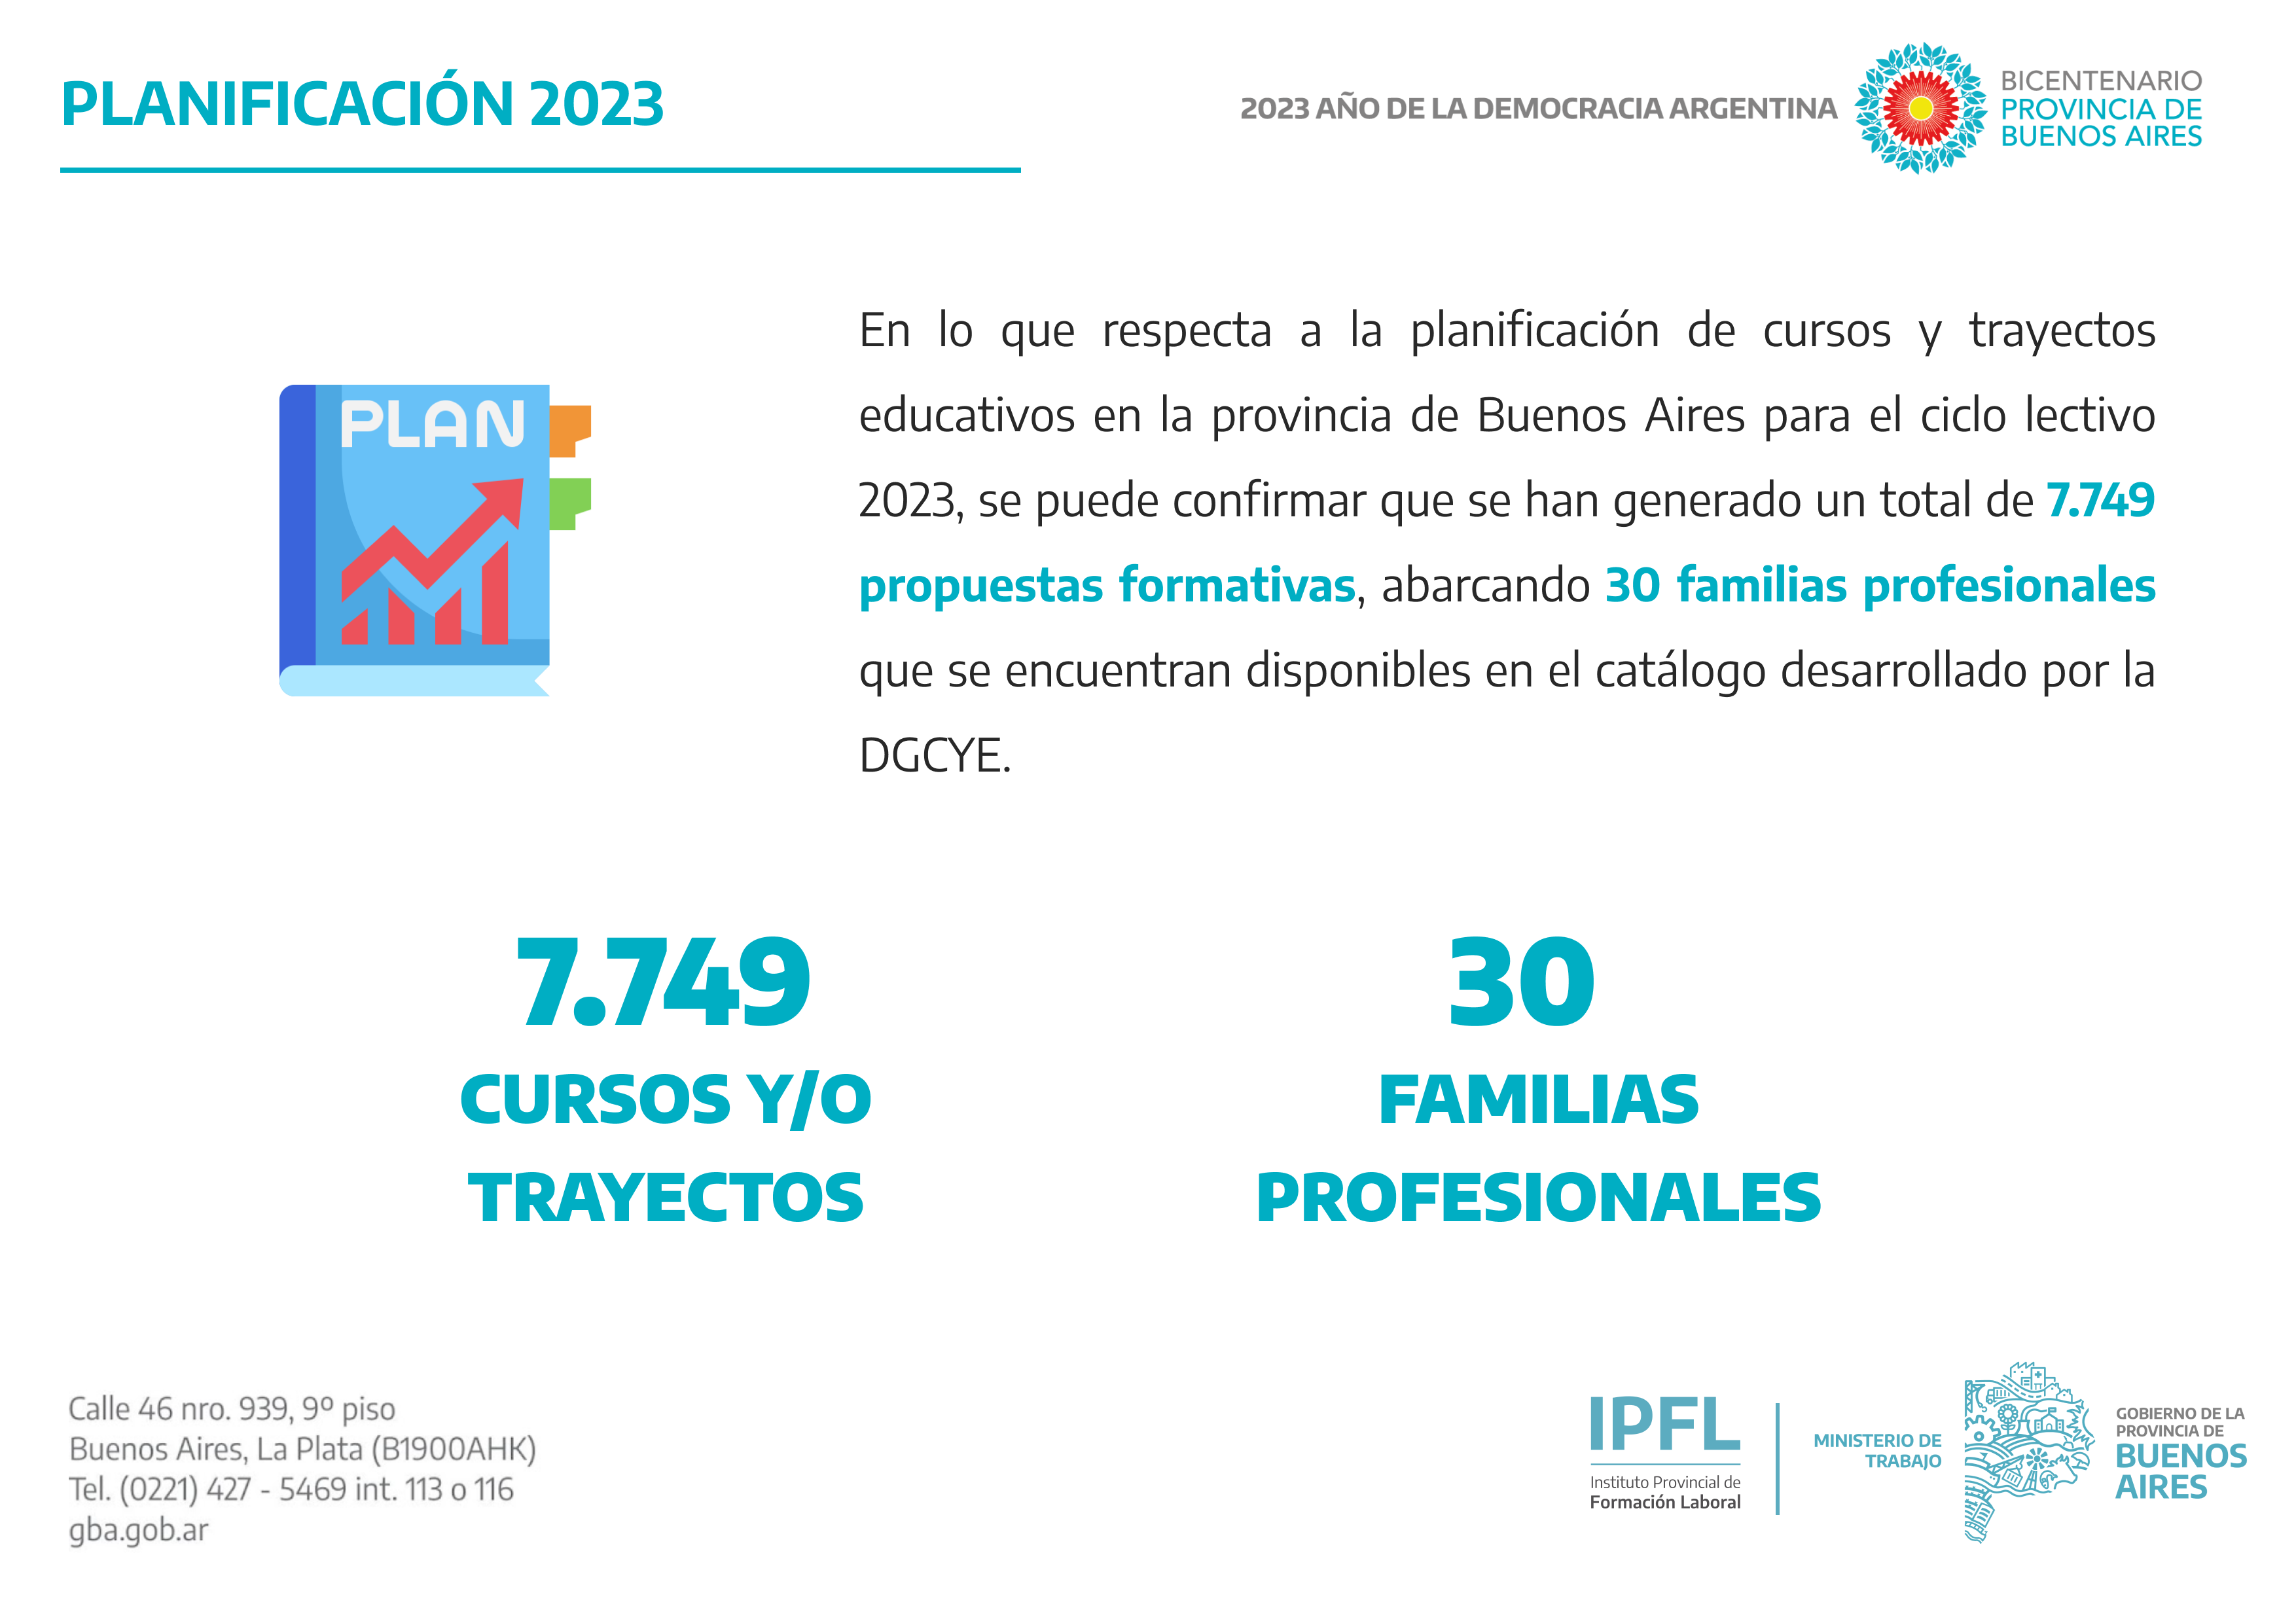 PLANIFICACIÓN 2023
2023 AÑO DE LA DEMOCRACIA ARGENTINA
BICENTENARIO
PROVINCIA DE
BUENOS AIRES
PLAN
En lo que respecta a la planificación de cursos y trayectos
educativos en la provincia de Buenos Aires para el ciclo lectivo
2023, se puede confirmar que se han generado un total de 7.749
propuestas formativas, abarcando 30 familias profesionales
que se encuentran disponibles en el catálogo desarrollado por la
DGCYE.
7.749
CURSOS Y/O
TRAYECTOS
30
FAMILIAS
PROFESIONALES
Calle 46 nro. 939, 9º piso
Buenos Aires, La Plata (B1900AHK)
Tel. (0221) 427 - 5469 int. 113 o 116
gba.gob.ar
IPFL
Instituto Provincial de
Formación Laboral
MINISTERIO DE
TRABAJO
GOBIERNO DE LA
PROVINCIA DE
BUENOS
AIRES